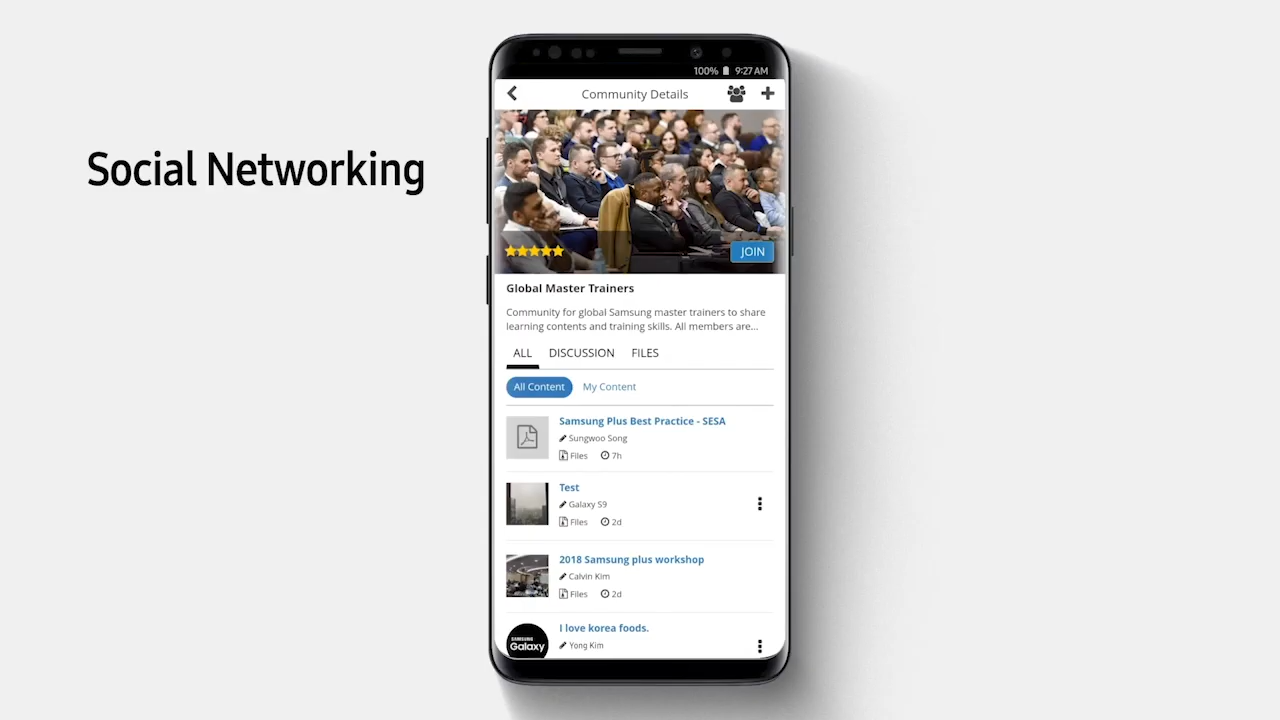 Social Networking
100% 9:27 AM
Community Details
JOIN
Global Master Trainers
Community for global Samsung master trainers to share
learning contents and training skills. All members are...
ALL DISCUSSION FILES
All Content My Content
Samsung Plus Best Practice - SESA
Sungwoo Song
Files 7h
Test
Galaxy S9
Files 2d
2018 Samsung plus workshop
Calvin Kim
Files 2d
I love korea foods.
SAMSUNG
Galaxy
Yong Kim